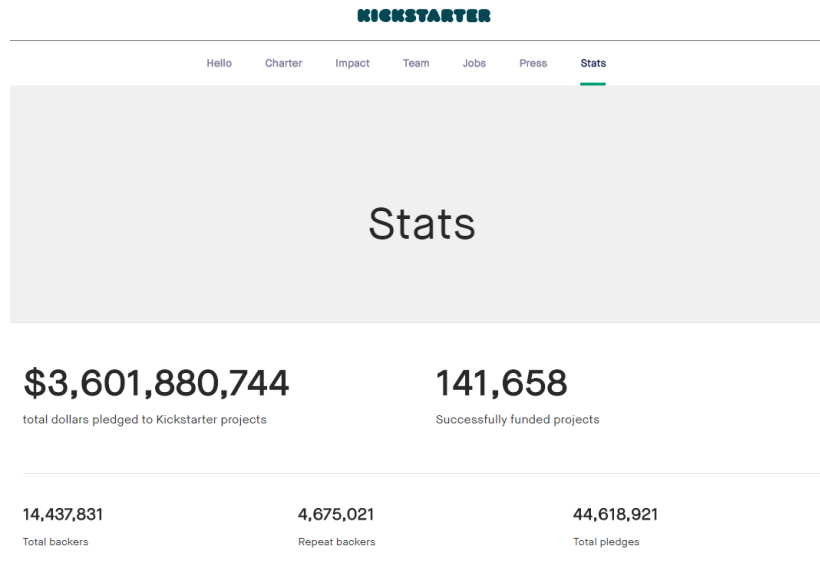 KICKSTARTER
Hello Charter Impact Team Jobs Press Stats
Stats
$3,601,880,744 141,658
total dollars pledged to Kickstarter projects Successfully funded projects
14,437,831 4,675,021 44,618,921
Total backers Repeat backers Total pledges